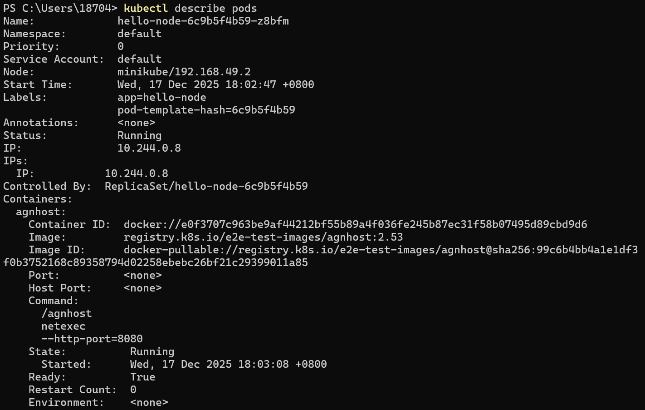 PS C:\Users\18704> kubectl describe pods
Name:             hello-node-6c9b5f4b59-z8bfm
Namespace:        default
Priority:         0
Service Account:  default
Node:             minikube/192.168.49.2
Start Time:       Wed, 17 Dec 2025 18:02:47 +0800
Labels:           app=hello-node
                  pod-template-hash=6c9b5f4b59
Annotations:      <none>
Status:           Running
IP:               10.244.0.8
IPs:
  IP:           10.244.0.8
Controlled By:  ReplicaSet/hello-node-6c9b5f4b59
Containers:
  agnhost:
    Container ID:  docker://e0f3707c963be9af44212bf55b89a4f036fe245b87ec31f58b07495d89cbd9d6
    Image:         registry.k8s.io/e2e-test-images/agnhost:2.53
    Image ID:      docker-pullable://registry.k8s.io/e2e-test-images/agnhost@sha256:99c6b4bb4a1e1df3
f0b3752168c89358794d02258ebebc26bf21c29399011a85
    Port:          <none>
    Host Port:     <none>
    Command:
      /agnhost
      netexec
      --http-port=8080
    State:          Running
      Started:      Wed, 17 Dec 2025 18:03:08 +0800
    Ready:          True
    Restart Count:  0
    Environment:    <none>